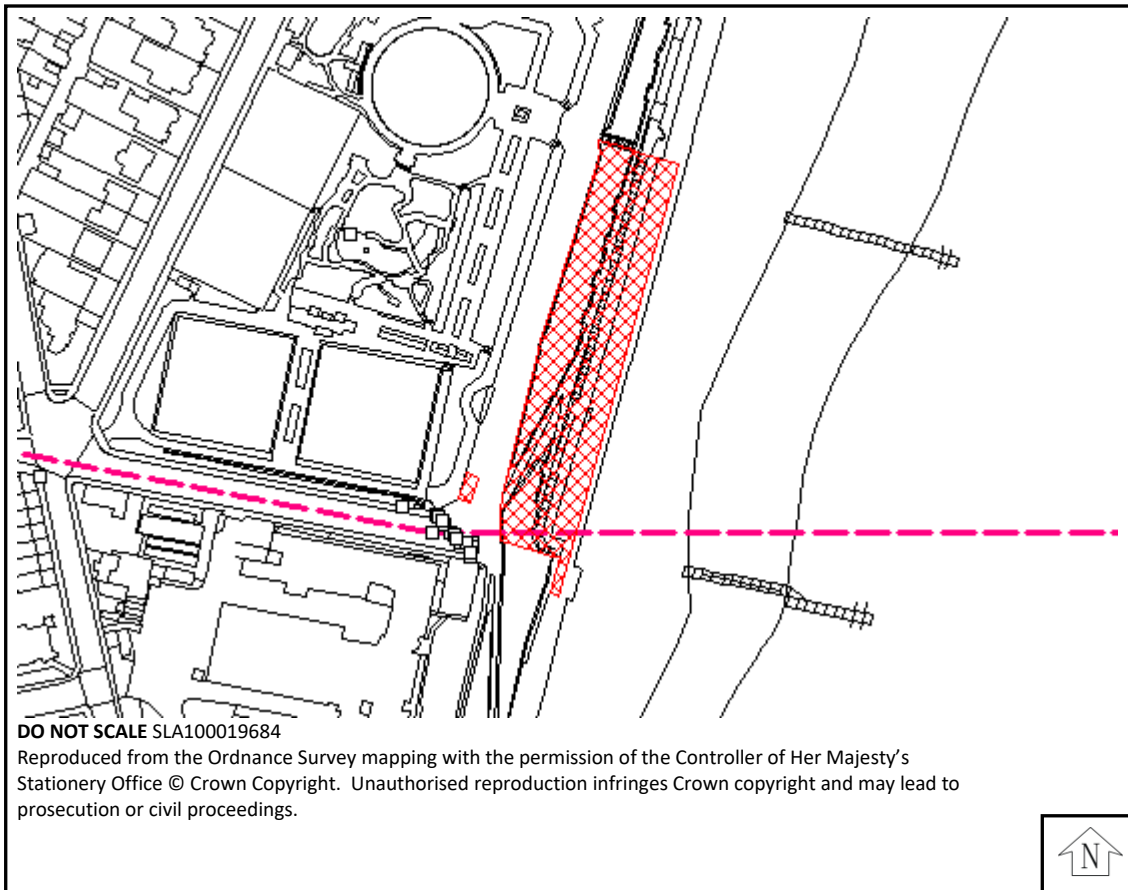 DO NOT SCALE SLA100019684
Reproduced from the Ordnance Survey mapping with the permission of the Controller of Her Majesty’s
Stationery Office © Crown Copyright.  Unauthorised reproduction infringes Crown copyright and may lead to
prosecution or civil proceedings.
N